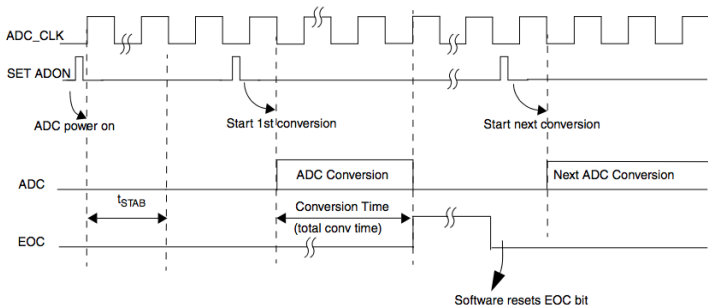 ADC_CLK
SET ADON
ADC power on
Start 1st conversion
Start next conversion
ADC
ADC Conversion
Next ADC Conversion
tSTAB
Conversion Time
(total conv time)
EOC
Software resets EOC bit